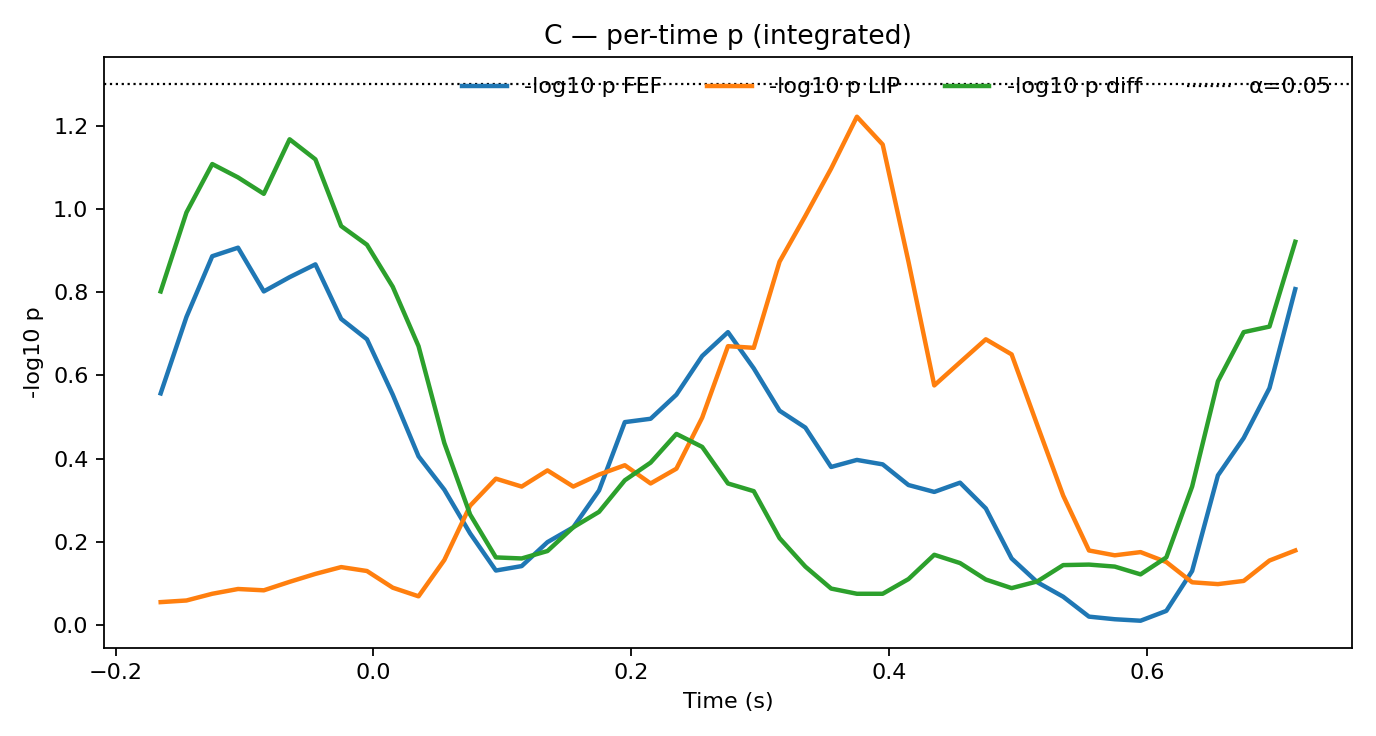 C — per-time p (integrated)
-log10 p FEF
-log10 p LIP
-log10 p diff
α=0.05
-log10 p
1.2
1.0
0.8
0.6
0.4
0.2
0.0
−0.2
0.0
0.2
0.4
0.6
Time (s)